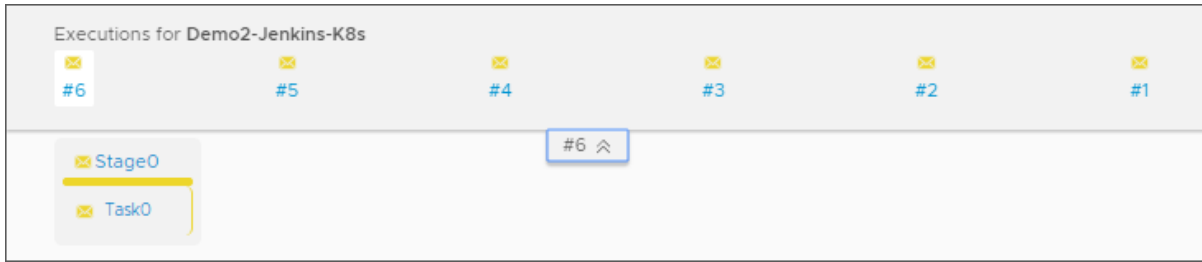 Executions for Demo2-Jenkins-K8s
#6 #5 #4 #3 #2 #1
#6
Stage0
Task0